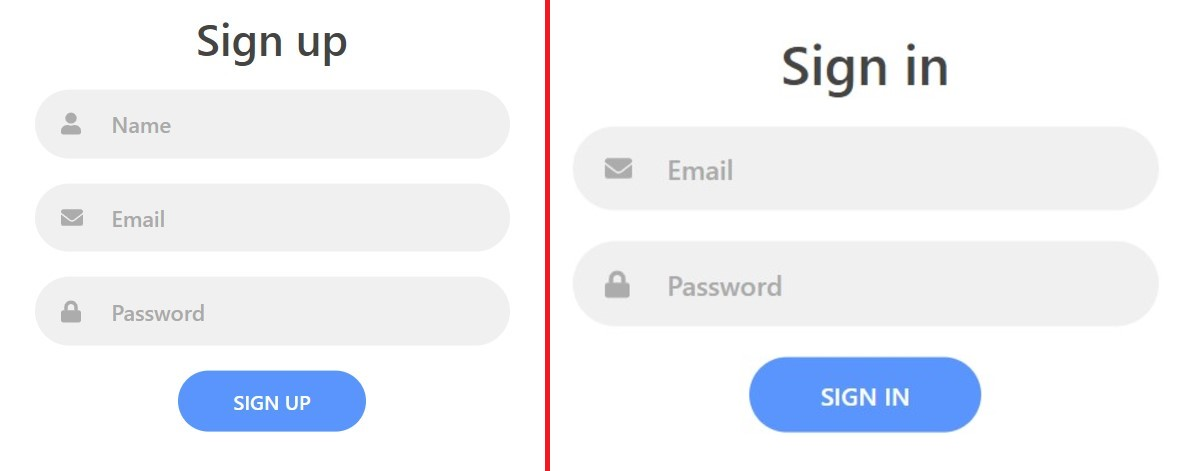 Sign up
Name
Email
Password
SIGN UP
Sign in
Email
Password
SIGN IN